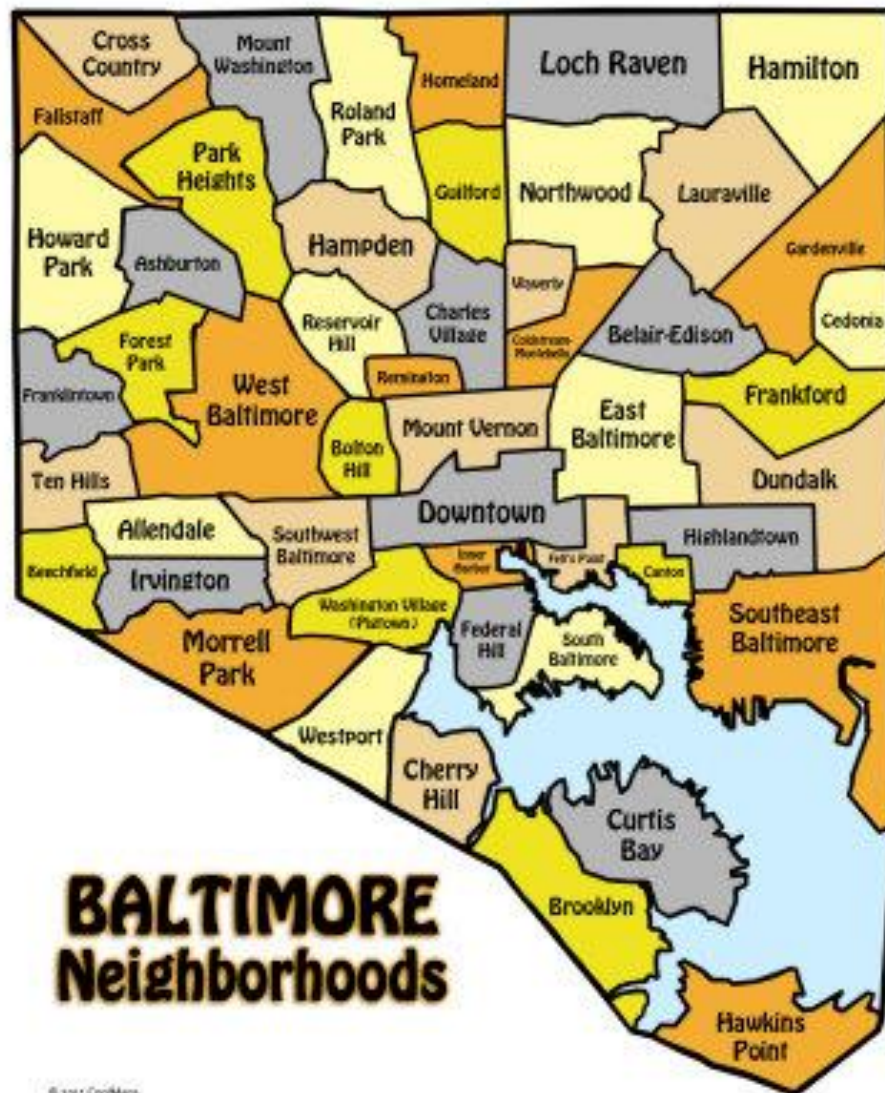 Cross
Country
Mount
Washington
Loch Raven
Hamilton
Homeland
Fallstaff
Roland
Park
Park
Heights
Guilford
Northwood
Lauraville
Howard
Park
Ashburton
Hampden
Gardenville
Waverly
Reservoir
Hill
Charles
Village
Belair-Edison
Cedonia
Forest
Park
Coldstream-
Montebello
Franklintown
West
Baltimore
Remington
Frankford
East
Baltimore
Mount Vernon
Bolton
Hill
Ten Hills
Dundalk
Downtown
Allendale
Southwest
Baltimore
Highlandtown
Inner
Harbor
Fell's Point
Beechfield
Irvington
Canton
Washington Village
(Pigtown)
Southeast
Baltimore
Federal
Hill
South
Baltimore
Morrell
Park
Westport
Cherry
Hill
Curtis
Bay
BALTIMORE
Neighborhoods
Brooklyn
Hawkins
Point